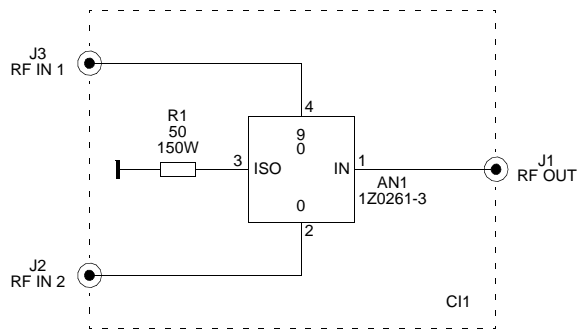 J3
RF IN 1
R1
50
150W
4
9
0
3
ISO
IN
1
J1
RF OUT
AN1
1Z0261-3
0
2
J2
RF IN 2
CI1